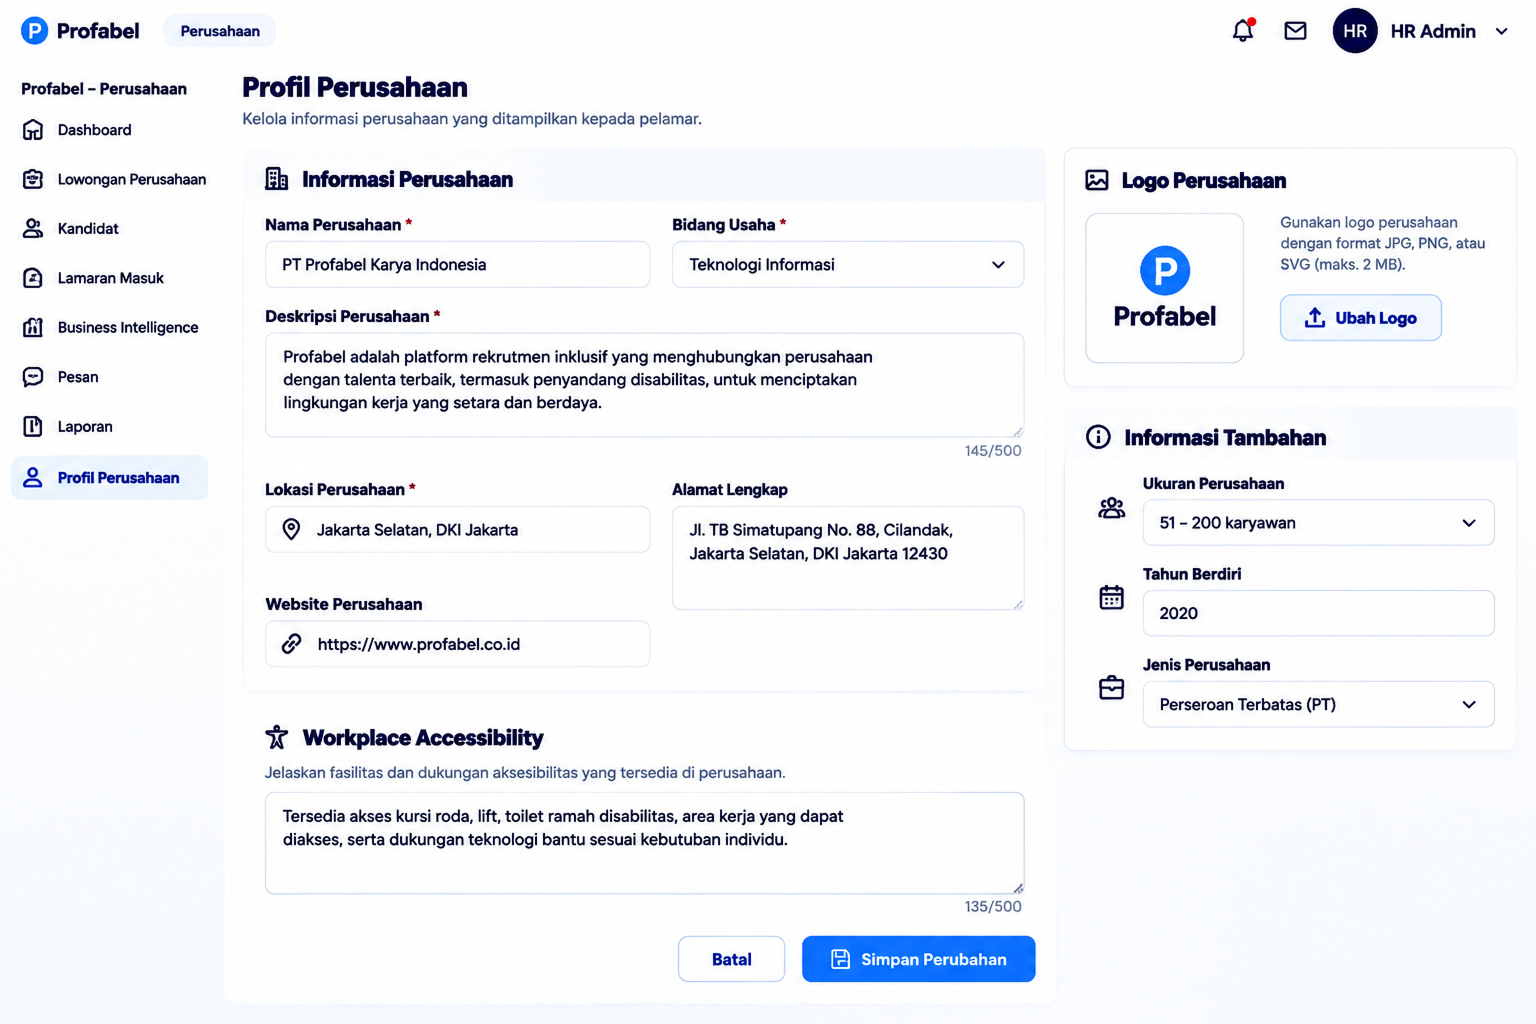 Profabel
Perusahaan
HR
HR Admin
Profabel – Perusahaan
Dashboard
Lowongan Perusahaan
Kandidat
Lamaran Masuk
Business Intelligence
Pesan
Laporan
Profil Perusahaan
Profil Perusahaan
Kelola informasi perusahaan yang ditampilkan kepada pelamar.
Informasi Perusahaan
Nama Perusahaan *
PT Profabel Karya Indonesia
Bidang Usaha *
Teknologi Informasi
Deskripsi Perusahaan *
Profabel adalah platform rekrutmen inklusif yang menghubungkan perusahaan
dengan talenta terbaik, termasuk penyandang disabilitas, untuk menciptakan
lingkungan kerja yang setara dan berdaya.
145/500
Lokasi Perusahaan *
Jakarta Selatan, DKI Jakarta
Alamat Lengkap
Jl. TB Simatupang No. 88, Cilandak,
Jakarta Selatan, DKI Jakarta 12430
Website Perusahaan
https://www.profabel.co.id
Workplace Accessibility
Jelaskan fasilitas dan dukungan aksesibilitas yang tersedia di perusahaan.
Tersedia akses kursi roda, lift, toilet ramah disabilitas, area kerja yang dapat
diakses, serta dukungan teknologi bantu sesuai kebutuban individu.
135/500
Batal
Simpan Perubahan
Logo Perusahaan
P
Profabel
Gunakan logo perusahaan
dengan format JPG, PNG, atau
SVG (maks. 2 MB).
Ubah Logo
Informasi Tambahan
Ukuran Perusahaan
51 – 200 karyawan
Tahun Berdiri
2020
Jenis Perusahaan
Perseroan Terbatas (PT)